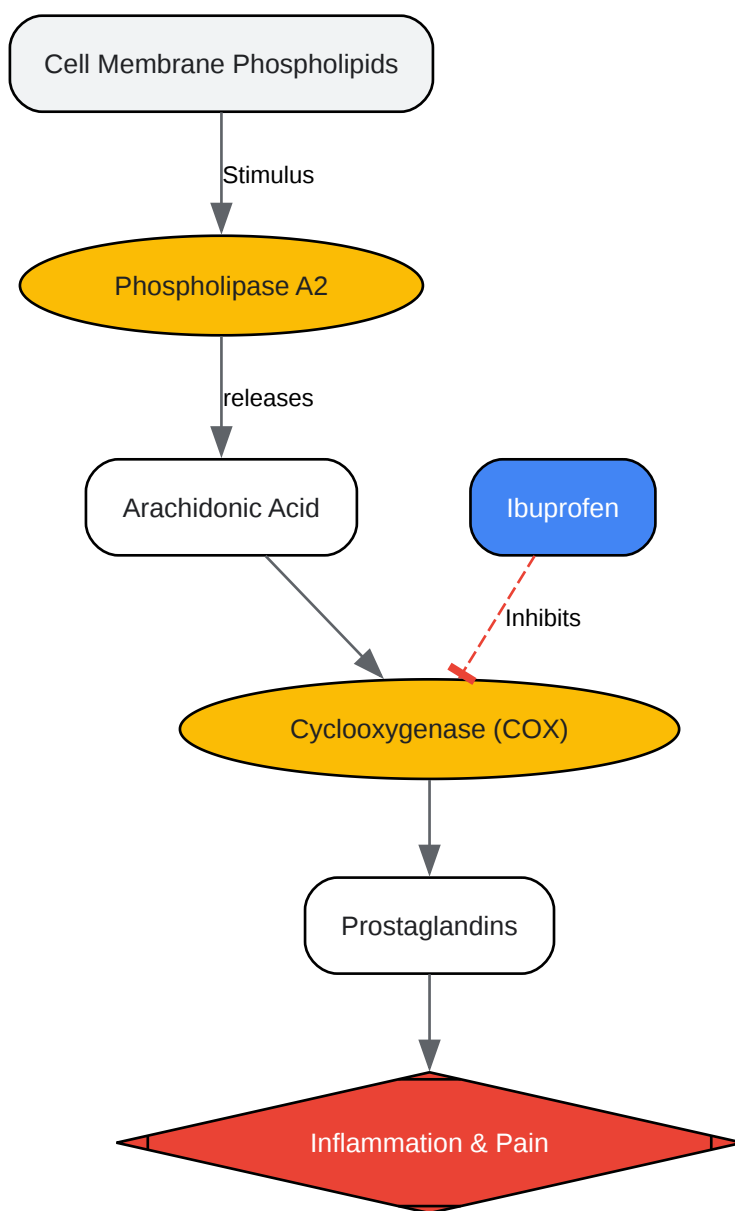 Cell Membrane Phospholipids
Stimulus
Phospholipase A2
releases
Arachidonic Acid
Ibuprofen
Inhibits
Cyclooxygenase (COX)
Prostaglandins
Inflammation & Pain